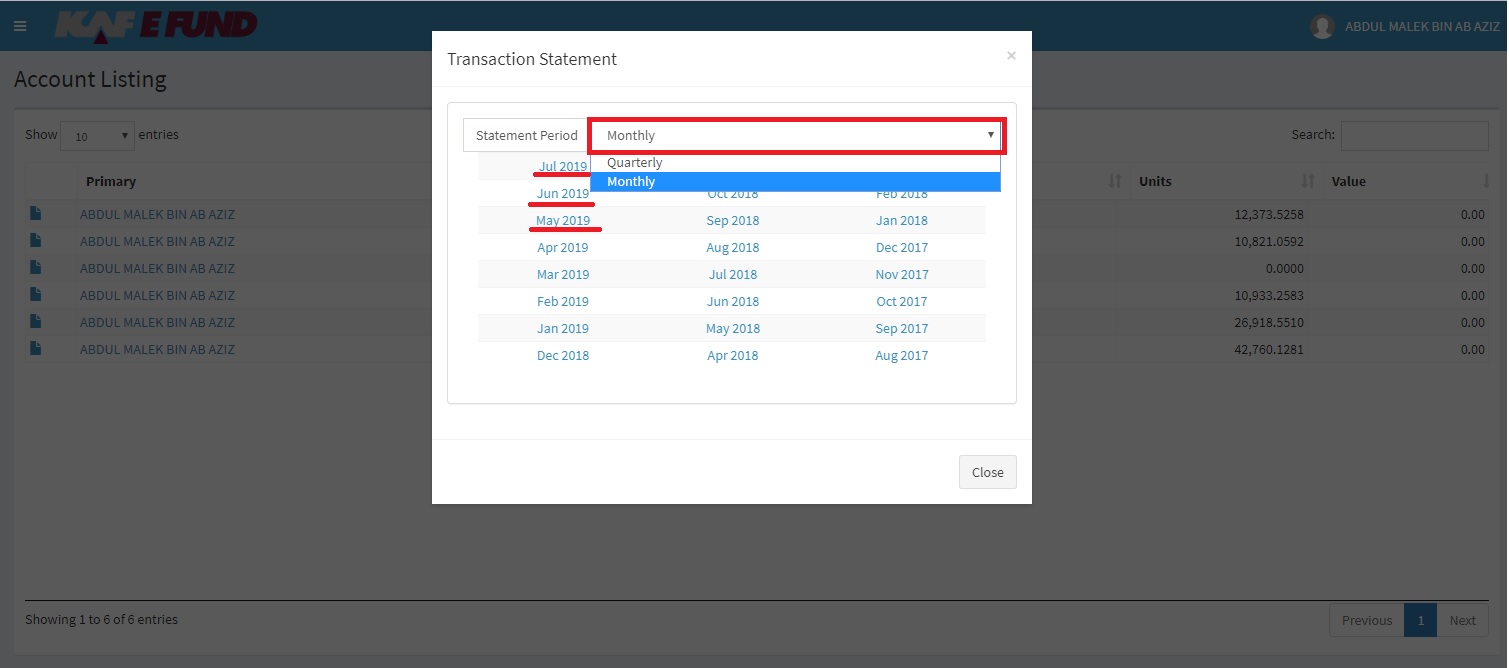 KAF E FUND
ABDUL MALEK BIN AB AZIZ
Account Listing
Transaction Statement
×
Show 10 entries
Search:
Statement Period Monthly
Quarterly
Monthly
Primary Units Value
Jul 2019
Jun 2019 Oct 2018 Feb 2018
May 2019 Sep 2018 Jan 2018
Apr 2019 Aug 2018 Dec 2017
Mar 2019 Jul 2018 Nov 2017
Feb 2019 Jun 2018 Oct 2017
Jan 2019 May 2018 Sep 2017
Dec 2018 Apr 2018 Aug 2017
ABDUL MALEK BIN AB AZIZ 12,373.5258 0.00
ABDUL MALEK BIN AB AZIZ 10,821.0592 0.00
ABDUL MALEK BIN AB AZIZ 0.0000 0.00
ABDUL MALEK BIN AB AZIZ 10,933.2583 0.00
ABDUL MALEK BIN AB AZIZ 26,918.5510 0.00
ABDUL MALEK BIN AB AZIZ 42,760.1281 0.00
Close
Showing 1 to 6 of 6 entries
Previous 1 Next